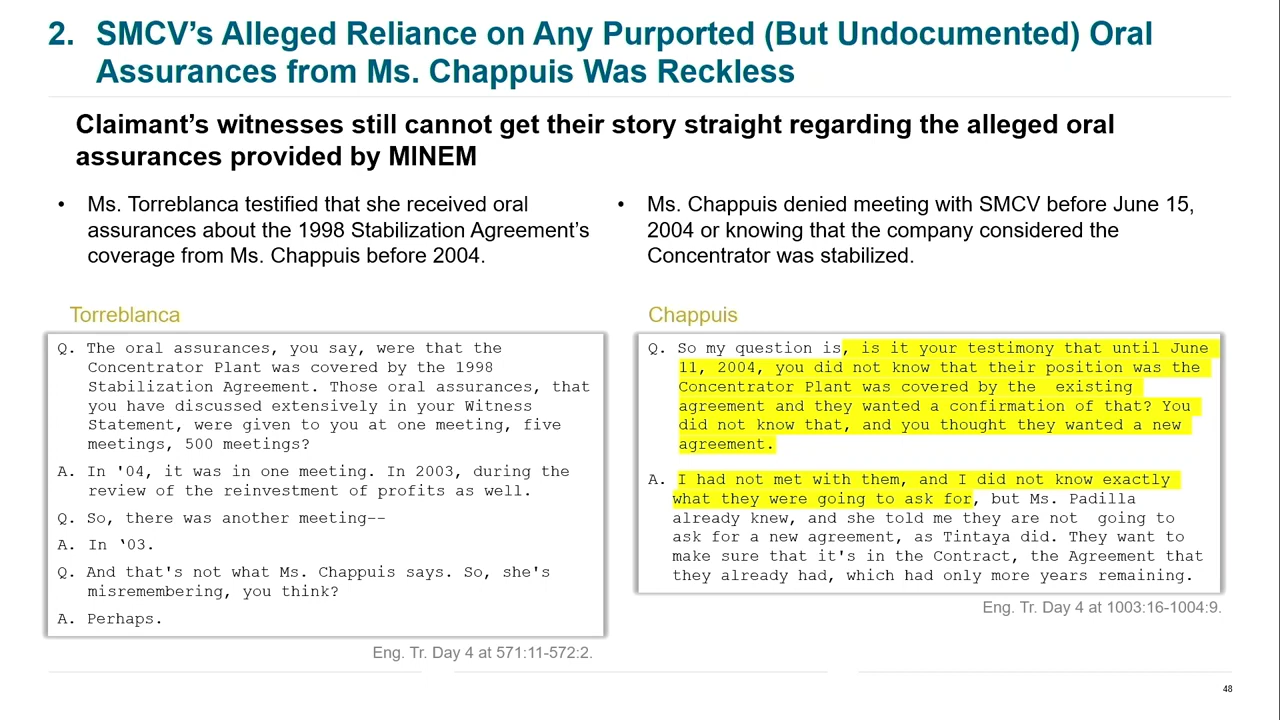 2. SMCV’s Alleged Reliance on Any Purported (But Undocumented) Oral
Assurances from Ms. Chappuis Was Reckless
Claimant’s witnesses still cannot get their story straight regarding the alleged oral
assurances provided by MINEM
• Ms. Torreblanca testified that she received oral
assurances about the 1998 Stabilization Agreement’s
coverage from Ms. Chappuis before 2004.
Torreblanca
Q. The oral assurances, you say, were that the
Concentrator Plant was covered by the 1998
Stabilization Agreement. Those oral assurances, that
you have discussed extensively in your Witness
Statement, were given to you at one meeting, five
meetings, 500 meetings?
A. In '04, it was in one meeting. In 2003, during the
review of the reinvestment of profits as well.
Q. So, there was another meeting––
A. In ‘03.
Q. And that's not what Ms. Chappuis says. So, she's
misremembering, you think?
A. Perhaps.
Eng. Tr. Day 4 at 571:11-572:2.
• Ms. Chappuis denied meeting with SMCV before June 15,
2004 or knowing that the company considered the
Concentrator was stabilized.
Chappuis
Q. So my question is, is it your testimony that until June
11, 2004, you did not know that their position was the
Concentrator Plant was covered by the existing
agreement and they wanted a confirmation of that? You
did not know that, and you thought they wanted a new
agreement.
A. I had not met with them, and I did not know exactly
what they were going to ask for, but Ms. Padilla
already knew, and she told me they are not going to
ask for a new agreement, as Tintaya did. They want to
make sure that it's in the Contract, the Agreement that
they already had, which had only more years remaining.
Eng. Tr. Day 4 at 1003:16-1004:9.
48